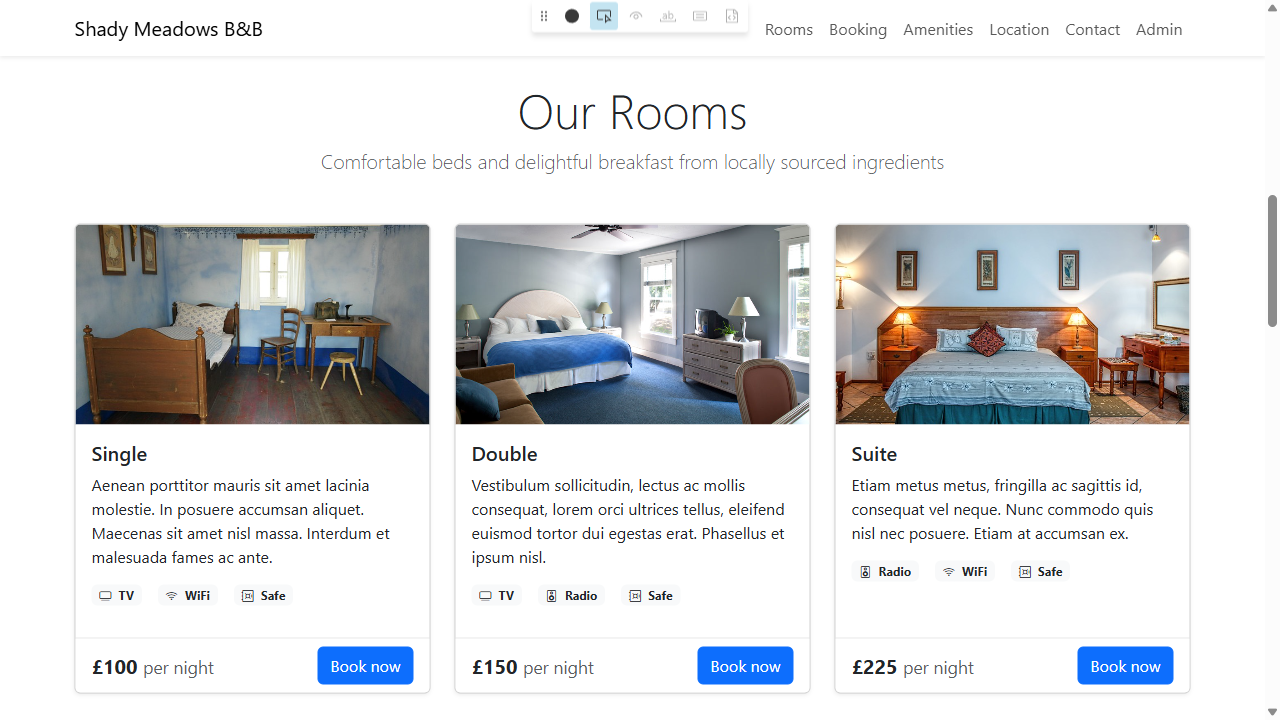 Shady Meadows B&B
Rooms Booking Amenities Location Contact Admin
Our Rooms
Comfortable beds and delightful breakfast from locally sourced ingredients
Single
Aenean porttitor mauris sit amet lacinia
molestie. In posuere accumsan aliquet.
Maecenas sit amet nisl massa. Interdum et
malesuada fames ac ante.
TV WiFi Safe
£100 per night Book now
Double
Vestibulum sollicitudin, lectus ac mollis
consequat, lorem orci ultrices tellus, eleifend
euismod tortor dui egestas erat. Phasellus et
ipsum nisl.
TV Radio Safe
£150 per night Book now
Suite
Etiam metus metus, fringilla ac sagittis id,
consequat vel neque. Nunc commodo quis
nisl nec posuere. Etiam at accumsan ex.
Radio WiFi Safe
£225 per night Book now